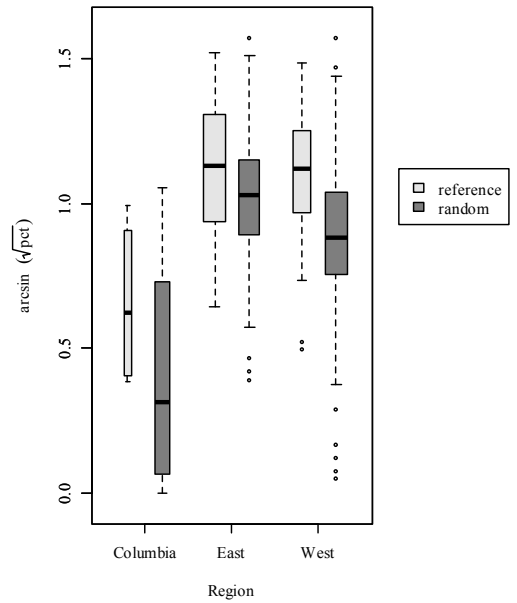 1.5
1.0
0.5
0.0
arcsin (√pct)
reference
random
Columbia East West
Region